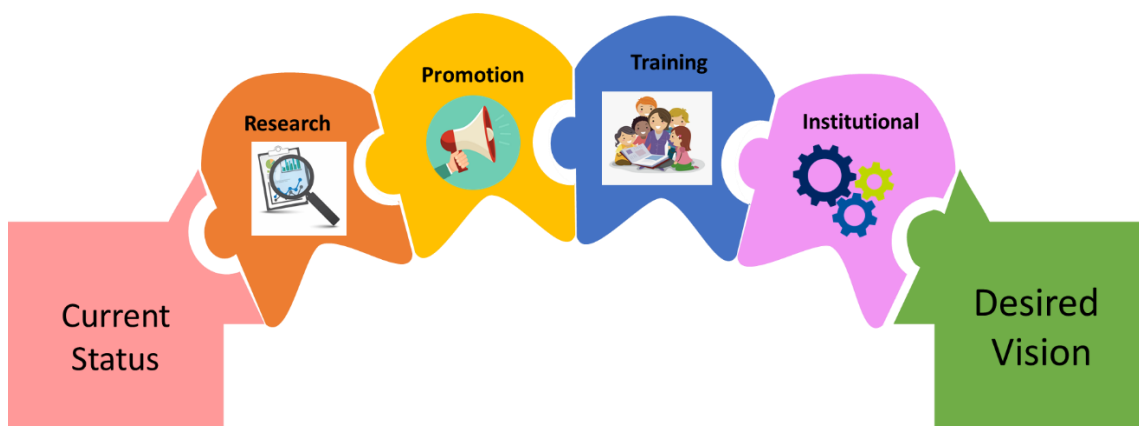 Current
Status
Research
Promotion
Training
Institutional
Desired
Vision